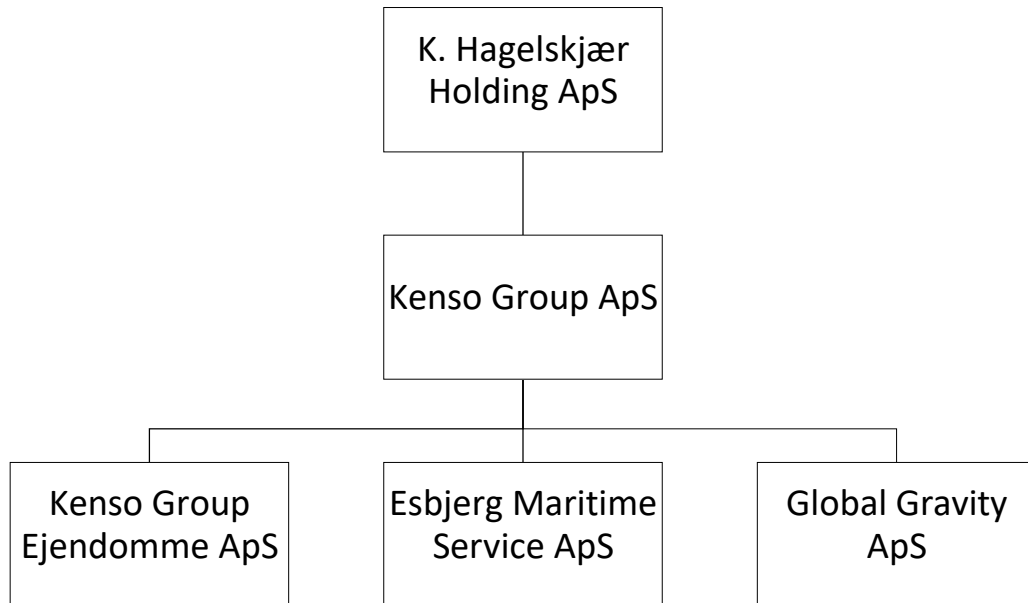 K. Hagelskjær
Holding ApS
Kenso Group ApS
Kenso Group
Ejendomme ApS
Esbjerg Maritime
Service ApS
Global Gravity
ApS